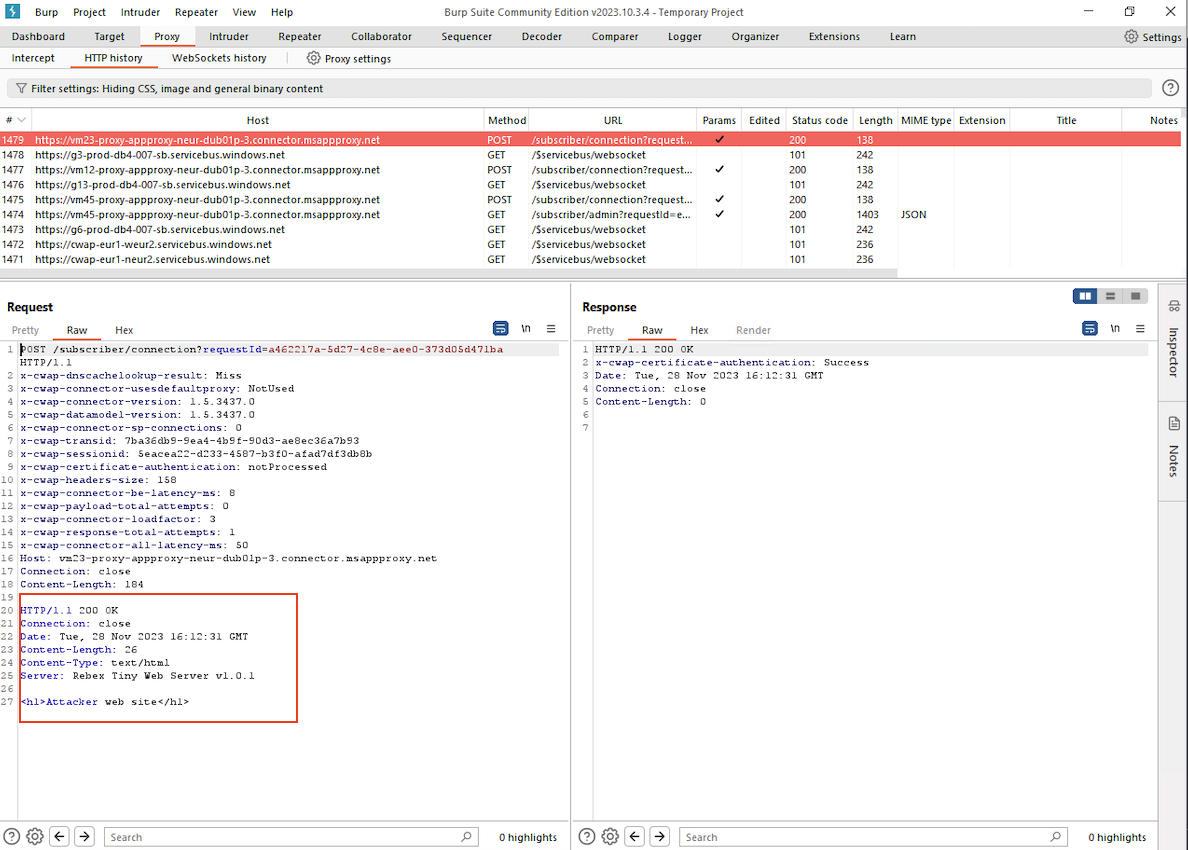 Burp Project Intruder Repeater View Help Burp Suite Community Edition v2023.10.3.4 - Temporary Project
Dashboard Target Proxy Intruder Repeater Collaborator Sequencer Decoder Comparer Logger Organizer Extensions Learn Settings
Intercept HTTP history WebSockets history Proxy settings
Filter settings: Hiding CSS, image and general binary content
# Host Method URL Params Edited Status code Length MIME type Extension Title Notes
1479 https://vm23-proxy-appproxy-neur-dub01p-3.connector.msappproxy.net POST /subscriber/connection?request... ✓ 200 138
1478 https://g3-prod-db4-007-sb.servicebus.windows.net GET /$servicebus/websocket 101 242
1477 https://vm12-proxy-appproxy-neur-dub01p-3.connector.msappproxy.net POST /subscriber/connection?request... ✓ 200 138
1476 https://g13-prod-db4-007-sb.servicebus.windows.net GET /$servicebus/websocket 101 242
1475 https://vm45-proxy-appproxy-neur-dub01p-3.connector.msappproxy.net POST /subscriber/connection?request... ✓ 200 138
1474 https://vm45-proxy-appproxy-neur-dub01p-3.connector.msappproxy.net GET /subscriber/admin?requestId=e... ✓ 200 1403 JSON
1473 https://g6-prod-db4-007-sb.servicebus.windows.net GET /$servicebus/websocket 101 242
1472 https://cwap-eur1-weur2.servicebus.windows.net GET /$servicebus/websocket 101 236
1471 https://cwap-eur1-neur2.servicebus.windows.net GET /$servicebus/websocket 101 236
Request
Pretty Raw Hex \n
1 POST /subscriber/connection?requestId=a462217a-5d27-4c8e-aee0-373d05d471ba
HTTP/1.1
2 x-cwap-dnscachelookup-result: Miss
3 x-cwap-connector-usesdefaultproxy: NotUsed
4 x-cwap-connector-version: 1.5.3437.0
5 x-cwap-datamodel-version: 1.5.3437.0
6 x-cwap-connector-sp-connections: 0
7 x-cwap-transid: 7ba36db9-9ea4-4b9f-90d3-ae8ec36a7b93
8 x-cwap-sessionid: 5eacea22-d233-4587-b3f0-afad7df3db8b
9 x-cwap-certificate-authentication: notProcessed
10 x-cwap-headers-size: 158
11 x-cwap-connector-be-latency-ms: 8
12 x-cwap-payload-total-attempts: 0
13 x-cwap-connector-loadfactor: 3
14 x-cwap-response-total-attempts: 1
15 x-cwap-connector-all-latency-ms: 50
16 Host: vm23-proxy-appproxy-neur-dub01p-3.connector.msappproxy.net
17 Connection: close
18 Content-Length: 184
19
20 HTTP/1.1 200 OK
21 Connection: close
22 Date: Tue, 28 Nov 2023 16:12:31 GMT
23 Content-Length: 26
24 Content-Type: text/html
25 Server: Rebex Tiny Web Server v1.0.1
26
27 <h1>Attacker web site</h1>
Search 0 highlights
Response
Pretty Raw Hex Render \n
1 HTTP/1.1 200 OK
2 x-cwap-certificate-authentication: Success
3 Date: Tue, 28 Nov 2023 16:12:31 GMT
4 Connection: close
5 Content-Length: 0
6
7
Search 0 highlights
Inspector
Notes